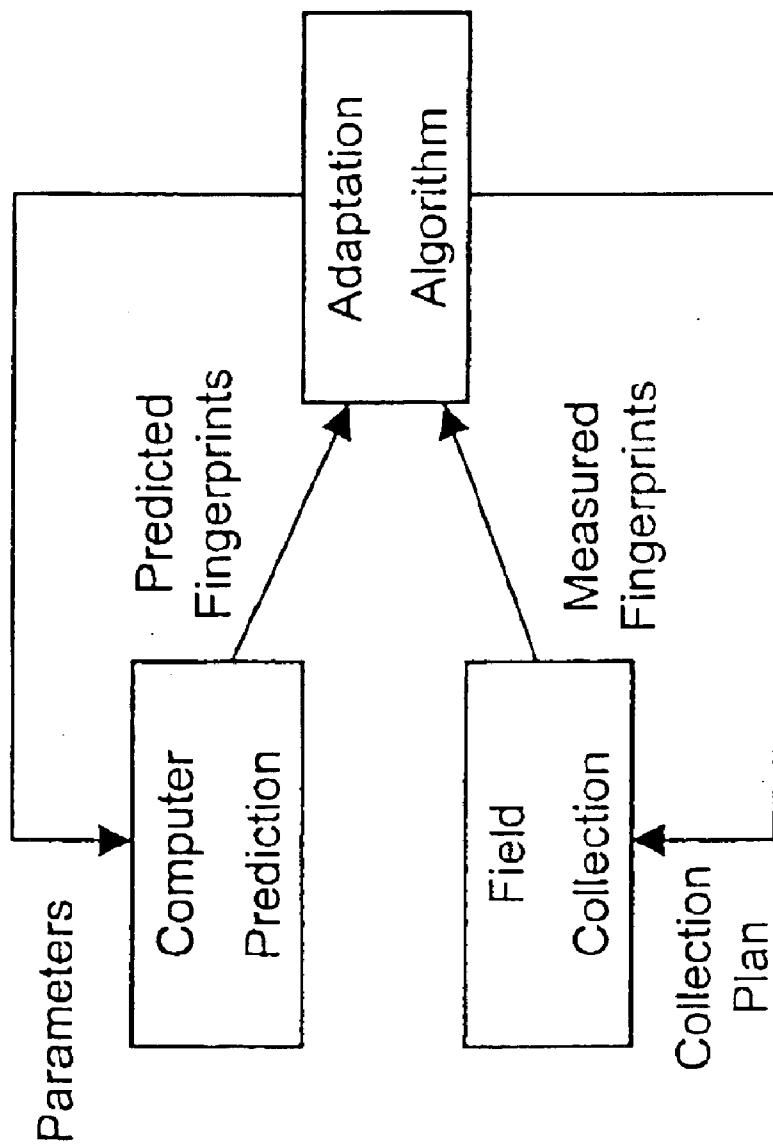 Parameters
Computer
Prediction
Predicted
Fingerprints
Adaptation
Algorithm
Field
Collection
Measured
Fingerprints
Collection
Plan